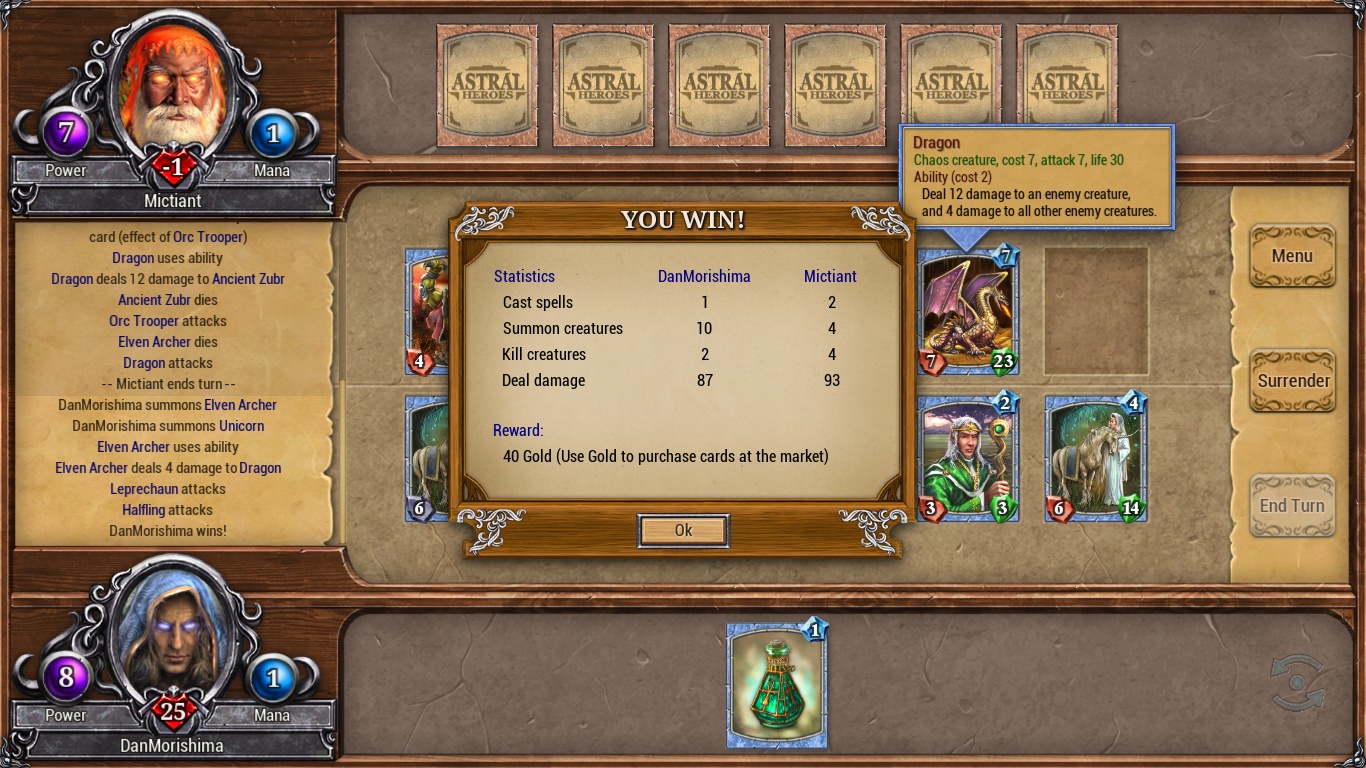 7
Power
-1
1
Mana
Mictiant
ASTRAL
HEROES
ASTRAL
HEROES
ASTRAL
HEROES
ASTRAL
HEROES
ASTRAL
HEROES
ASTRAL
HEROES
Dragon
Chaos creature, cost 7, attack 7, life 30
Ability (cost 2)
Deal 12 damage to an enemy creature,
and 4 damage to all other enemy creatures.
card (effect of Orc Trooper)
Dragon uses ability
Dragon deals 12 damage to Ancient Zubr
Ancient Zubr dies
Orc Trooper attacks
Elven Archer dies
Dragon attacks
-- Mictiant ends turn --
DanMorishima summons Elven Archer
DanMorishima summons Unicorn
Elven Archer uses ability
Elven Archer deals 4 damage to Dragon
Leprechaun attacks
Halfling attacks
DanMorishima wins!
YOU WIN!
Statistics DanMorishima Mictiant
Cast spells 1 2
Summon creatures 10 4
Kill creatures 2 4
Deal damage 87 93
Reward:
40 Gold (Use Gold to purchase cards at the market)
Ok
4
7
7
23
6
2
3
3
4
6
14
Menu
Surrender
End Turn
8
Power
25
1
Mana
DanMorishima
1